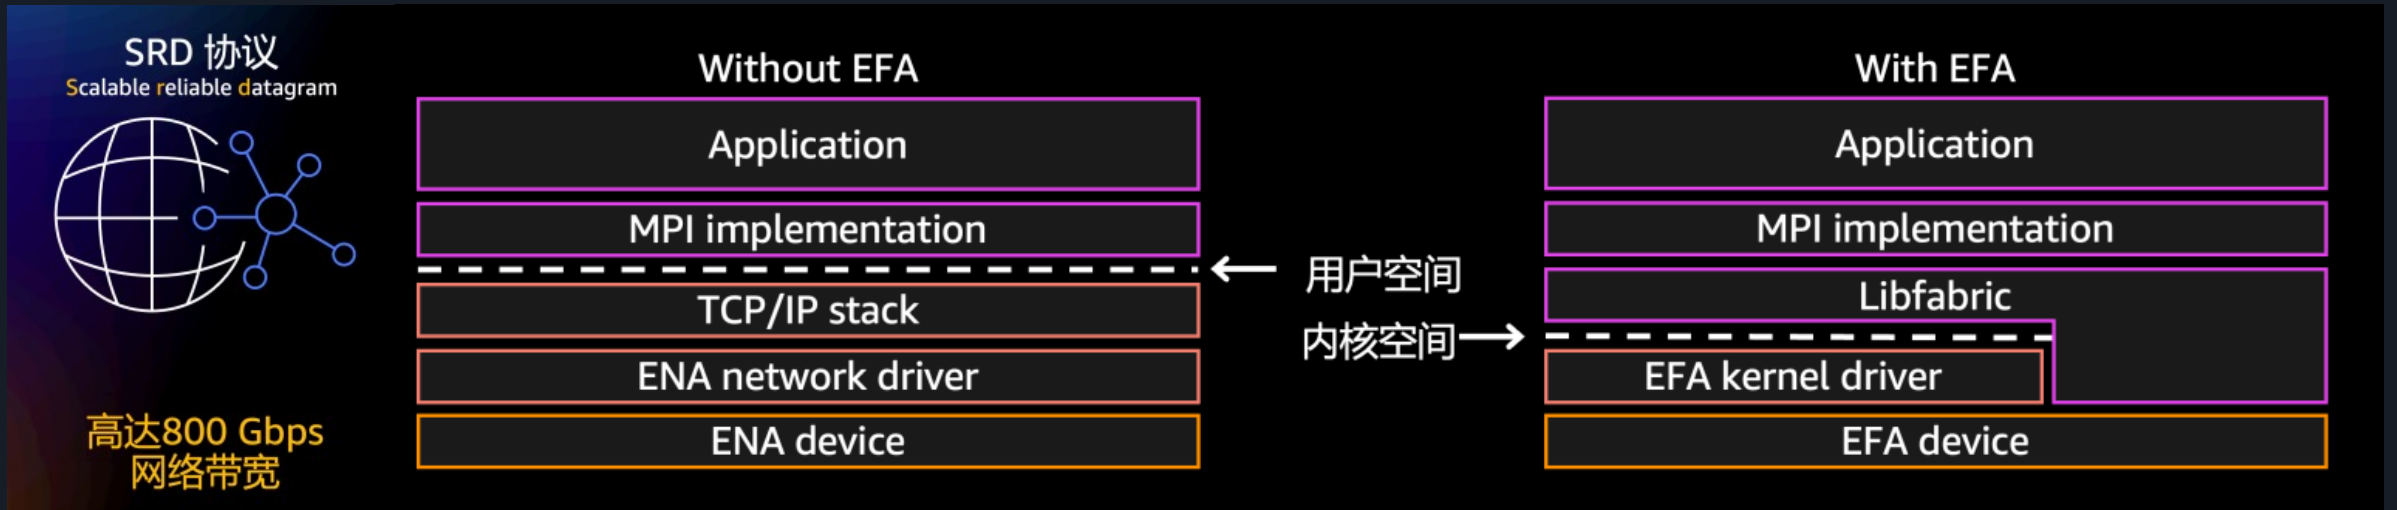 SRD 协议
Scalable reliable datagram
高达800 Gbps
网络带宽
Without EFA
Application
MPI implementation
TCP/IP stack
ENA network driver
ENA device
用户空间
内核空间
With EFA
Application
MPI implementation
Libfabric
EFA kernel driver
EFA device